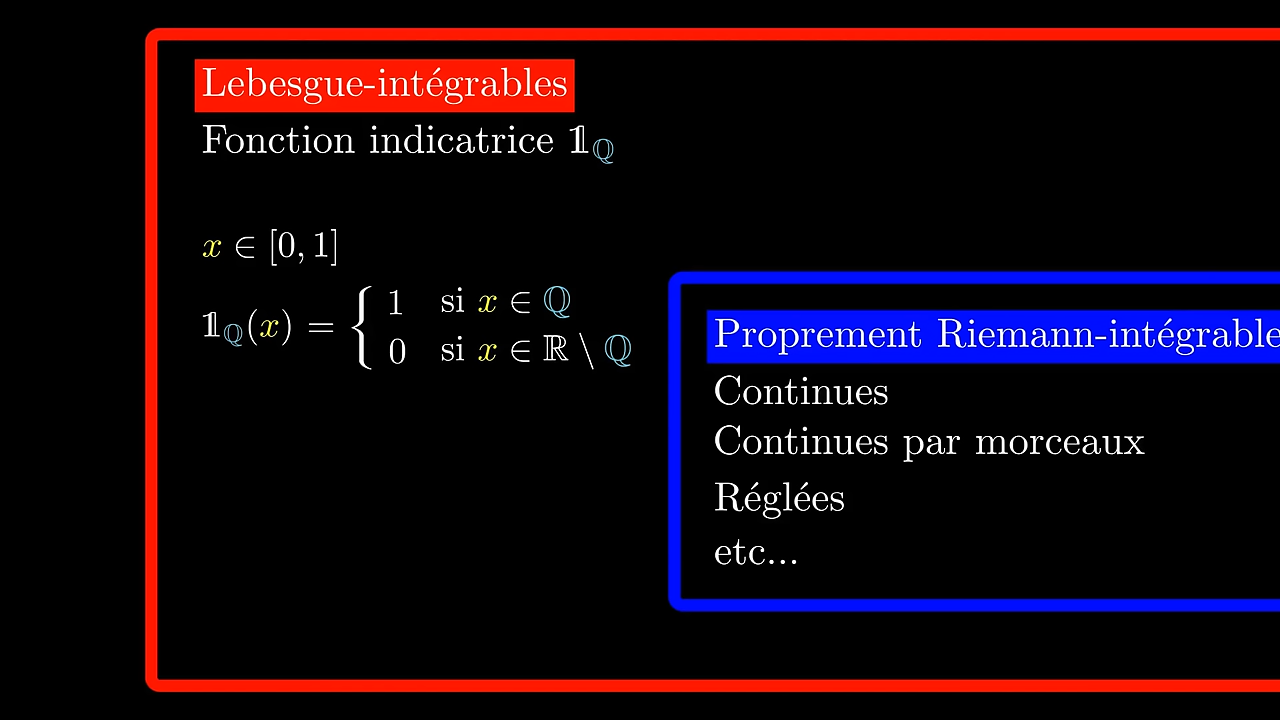 Lebesgue-intégrables
Fonction indicatrice 𝟙_ℚ
x ∈ [0, 1]
𝟙_ℚ(x) = { 1 si x ∈ ℚ
0 si x ∈ ℝ \ ℚ
Proprement Riemann-intégrable
Continues
Continues par morceaux
Réglées
etc...